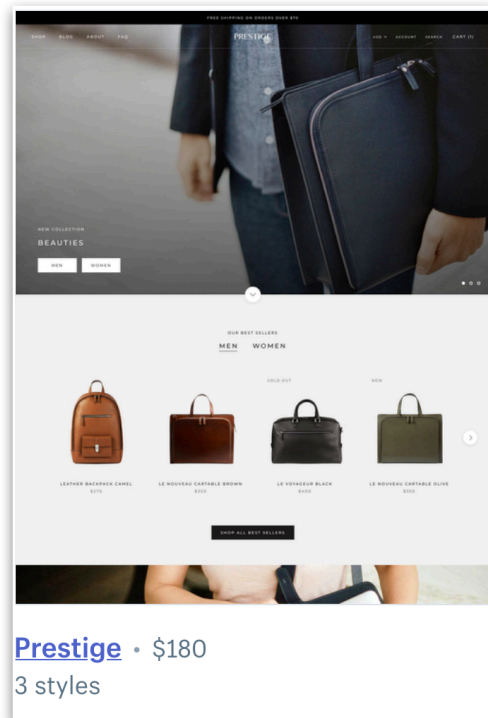 FREE SHIPPING ON ORDERS OVER $70
SHOP BLOG ABOUT FAQ PRESTIGE ACCOUNT SEARCH CART (1)
NEW COLLECTION
BEAUTIES
MEN WOMEN
OUR BEST SELLERS
MEN WOMEN
SOLD OUT NEW
LEATHER BACKPACK CAMEL LE NOUVEAU CARTABLE BROWN LE VOYAGEUR BLACK LE NOUVEAU CARTABLE OLIVE
$375 $400
SHOP ALL BEST SELLERS
Prestige • $180
3 styles